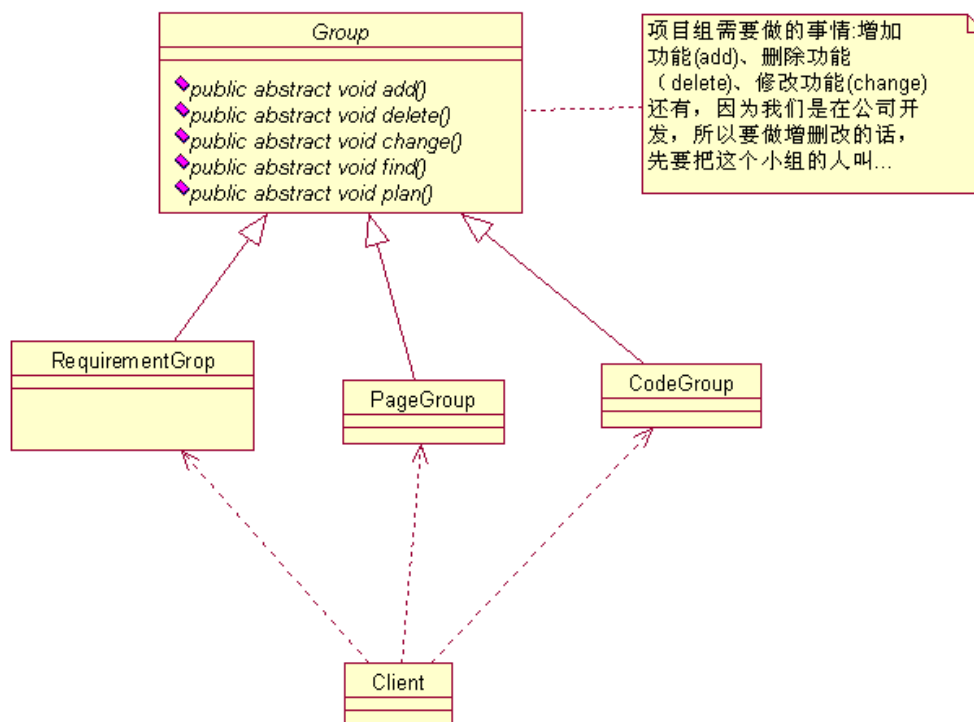 Group
public abstract void add()
public abstract void delete()
public abstract void change()
public abstract void find()
public abstract void plan()
项目组需要做的事情:增加
功能(add)、删除功能
（delete)、修改功能(change)
还有，因为我们是在公司开
发，所以要做增删改的话，
先要把这个小组的人叫...
RequirementGrop
PageGroup
CodeGroup
Client